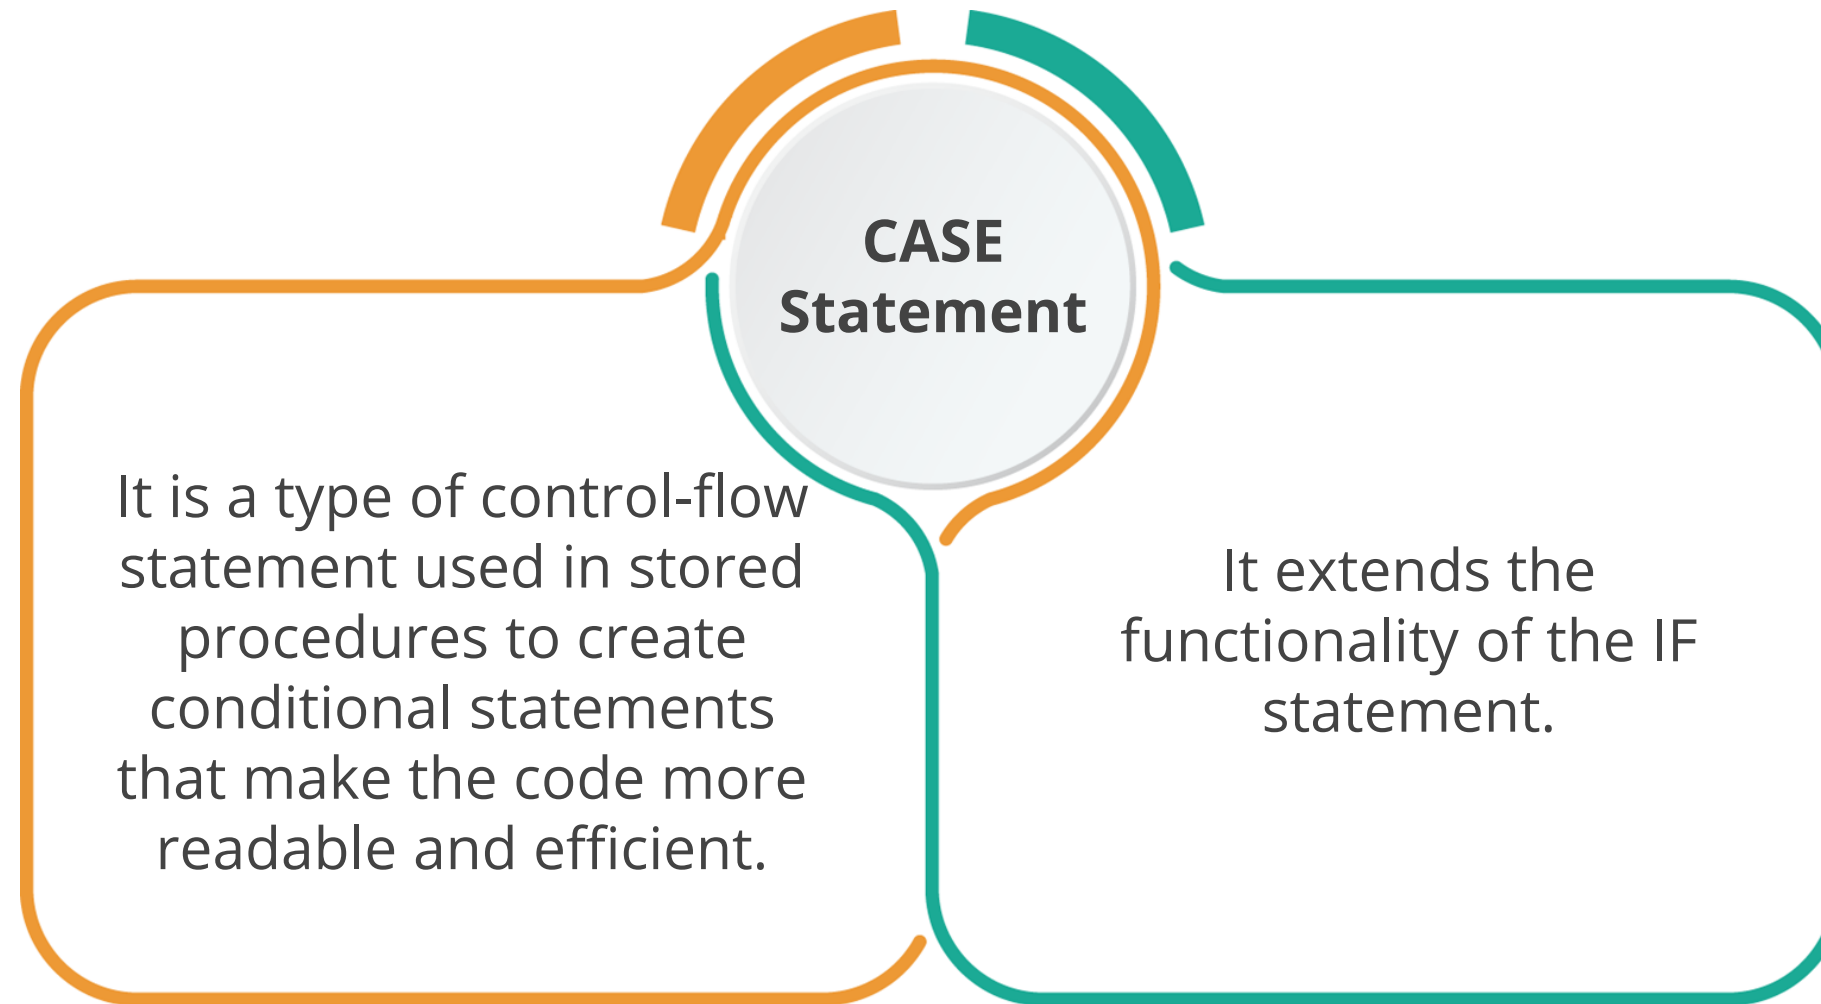 CASE
Statement
It is a type of control-flow
statement used in stored
procedures to create
conditional statements
that make the code more
readable and efficient.
It extends the
functionality of the IF
statement.